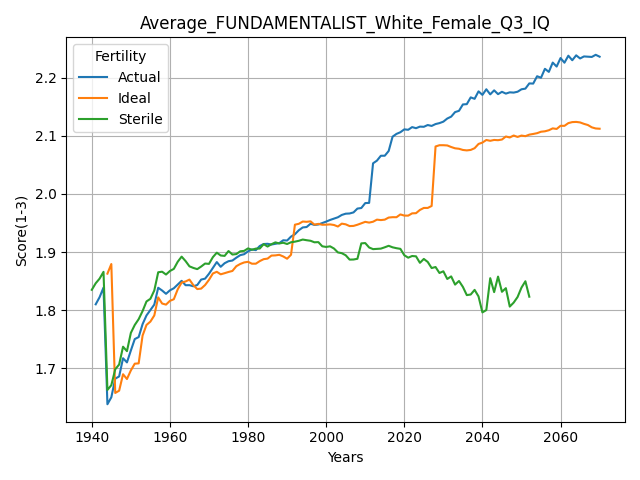 Average_FUNDAMENTALIST_White_Female_Q3_IQ
Fertility
Actual
Ideal
Sterile
Score(1-3)
2.2
2.1
2.0
1.9
1.8
1.7
1940 1960 1980 2000 2020 2040 2060
Years